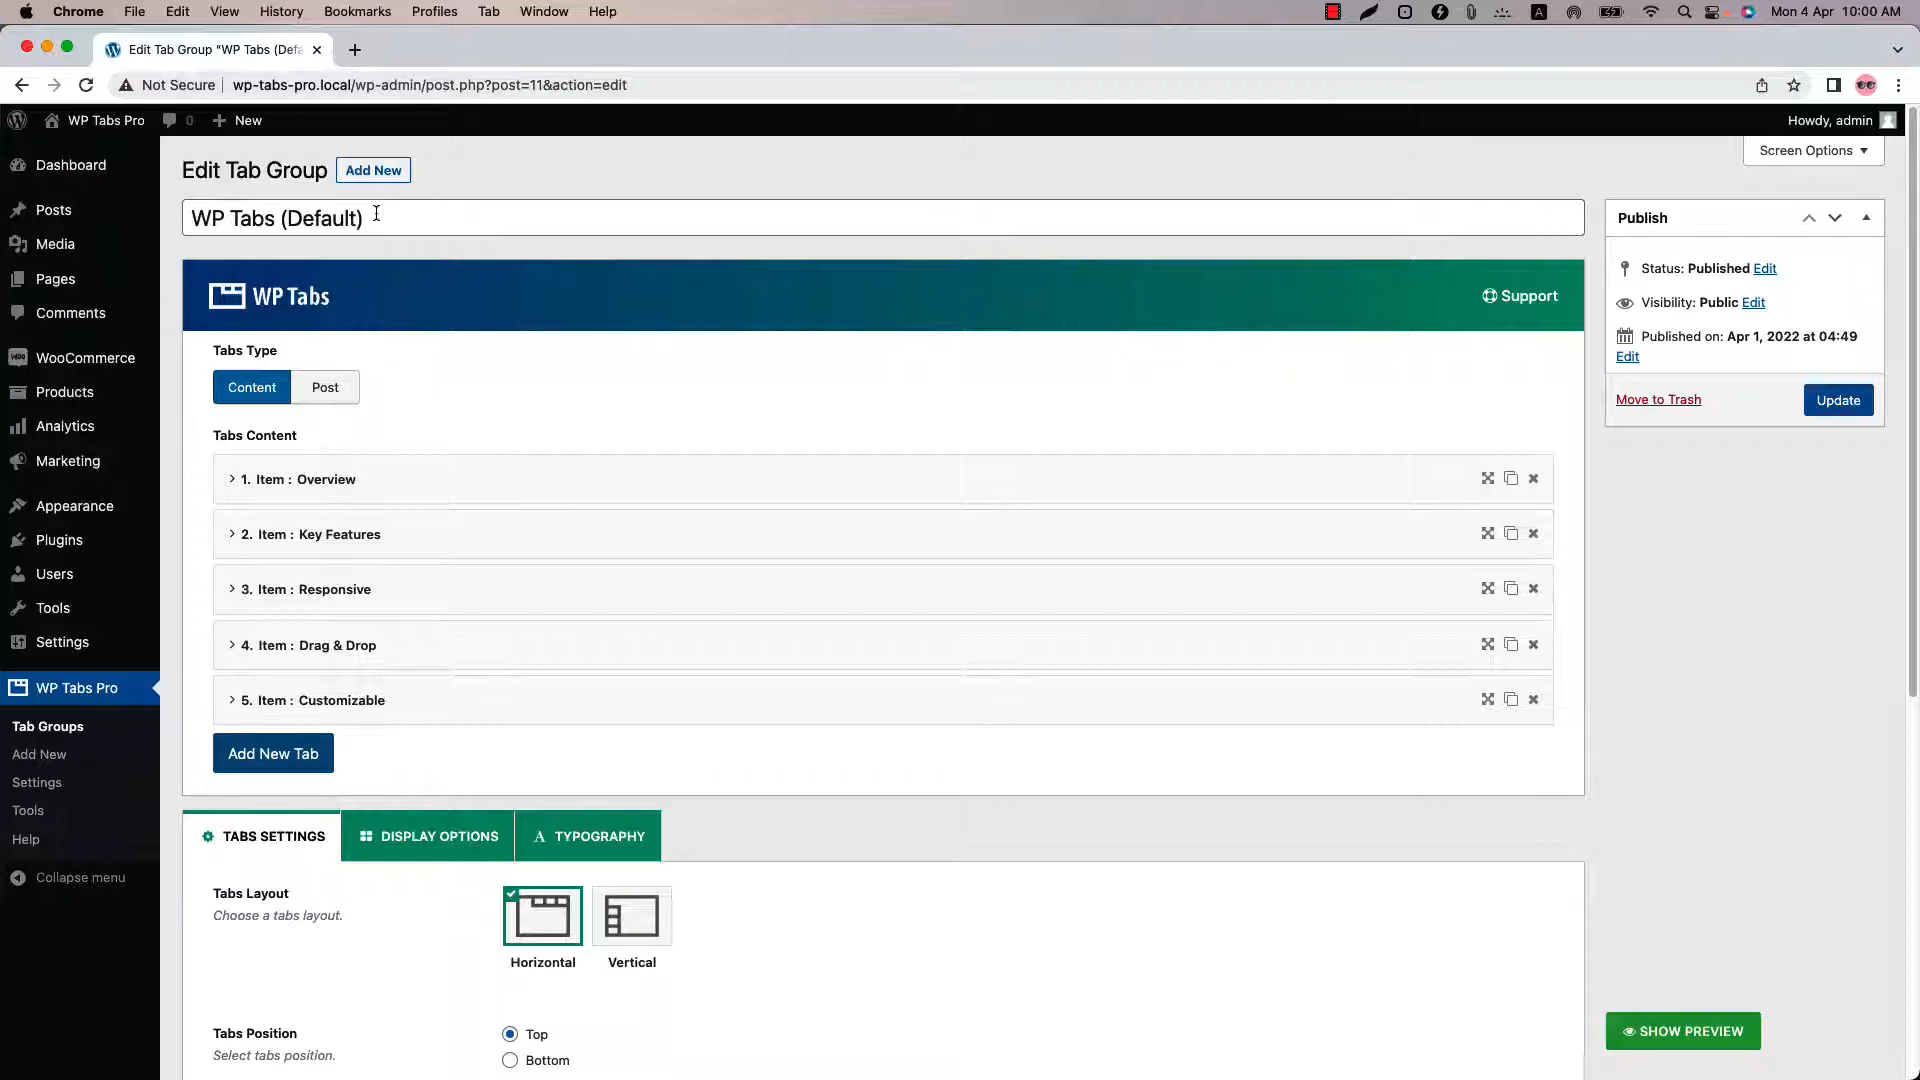 Chrome File Edit View History Bookmarks Profiles Tab Window Help A Mon 4 Apr 10:00 AM
Edit Tab Group "WP Tabs (Defa
Not Secure wp-tabs-pro.local/wp-admin/post.php?post=11&action=edit
WP Tabs Pro 0 New Howdy, admin
Screen Options
Edit Tab Group Add New
WP Tabs (Default)
Dashboard
Posts
Media
Pages
Comments
WooCommerce
Products
Analytics
Marketing
Appearance
Plugins
Users
Tools
Settings
WP Tabs Pro
Tab Groups
Add New
Settings
Tools
Help
Collapse menu
WP Tabs Support
Tabs Type
Content Post
Tabs Content
1. Item : Overview
2. Item : Key Features
3. Item : Responsive
4. Item : Drag & Drop
5. Item : Customizable
Add New Tab
TABS SETTINGS DISPLAY OPTIONS A TYPOGRAPHY
Tabs Layout
Choose a tabs layout.
Horizontal Vertical
Tabs Position
Select tabs position.
Top
Bottom
Publish
Status: Published Edit
Visibility: Public Edit
Published on: Apr 1, 2022 at 04:49
Edit
Move to Trash Update
SHOW PREVIEW